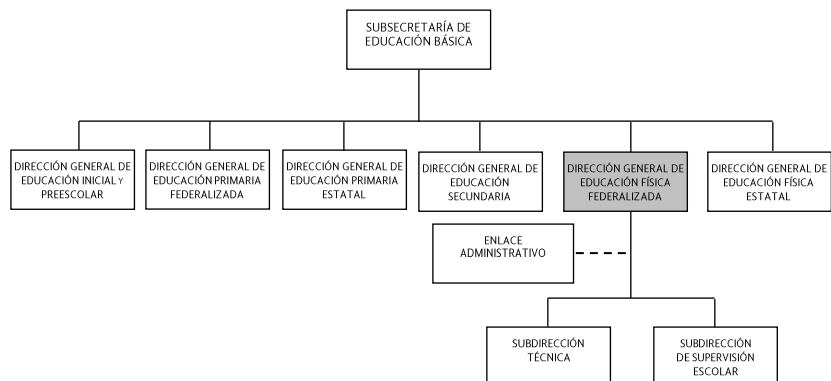 SUBSECRETARÍA DE
EDUCACIÓN BÁSICA
DIRECCIÓN GENERAL DE
EDUCACIÓN INICIAL Y
PREESCOLAR
DIRECCIÓN GENERAL DE
EDUCACIÓN PRIMARIA
FEDERALIZADA
DIRECCIÓN GENERAL DE
EDUCACIÓN PRIMARIA
ESTATAL
DIRECCIÓN GENERAL DE
EDUCACIÓN
SECUNDARIA
DIRECCIÓN GENERAL DE
EDUCACIÓN FÍSICA
FEDERALIZADA
DIRECCIÓN GENERAL DE
EDUCACIÓN FÍSICA
ESTATAL
ENLACE
ADMINISTRATIVO
SUBDIRECCIÓN
TÉCNICA
SUBDIRECCIÓN
DE SUPERVISIÓN
ESCOLAR